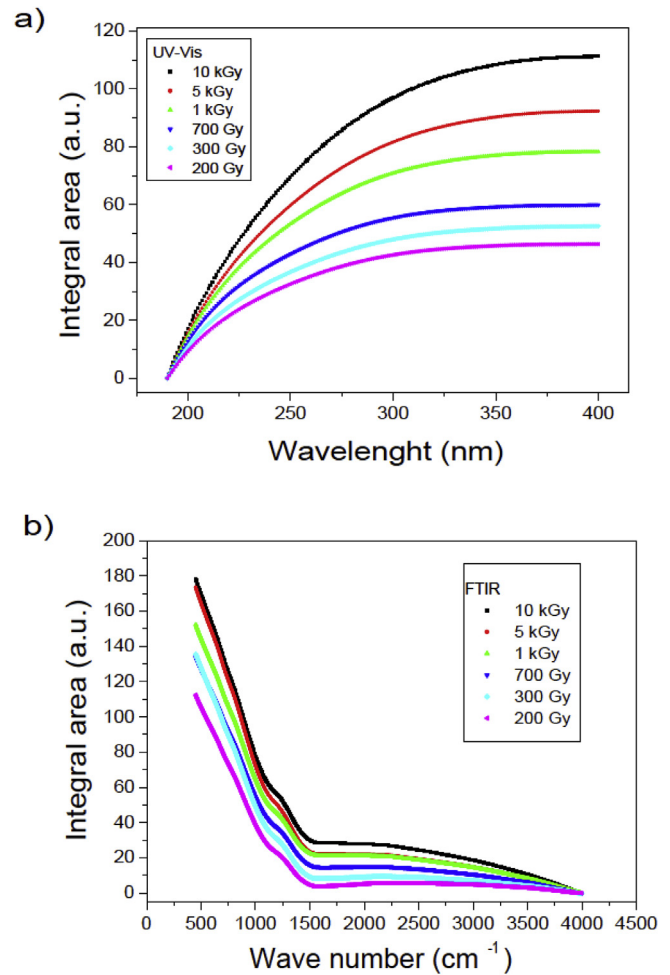 a)
120
100
80
60
40
20
0
Integral area (a.u.)
UV-Vis
10 kGy
5 kGy
1 kGy
700 Gy
300 Gy
200 Gy
200 250 300 350 400
Wavelenght (nm)
b)
200
180
160
140
120
100
80
60
40
20
0
Integral area (a.u.)
FTIR
10 kGy
5 kGy
1 kGy
700 Gy
300 Gy
200 Gy
0 500 1000 1500 2000 2500 3000 3500 4000 4500
Wave number (cm -1)